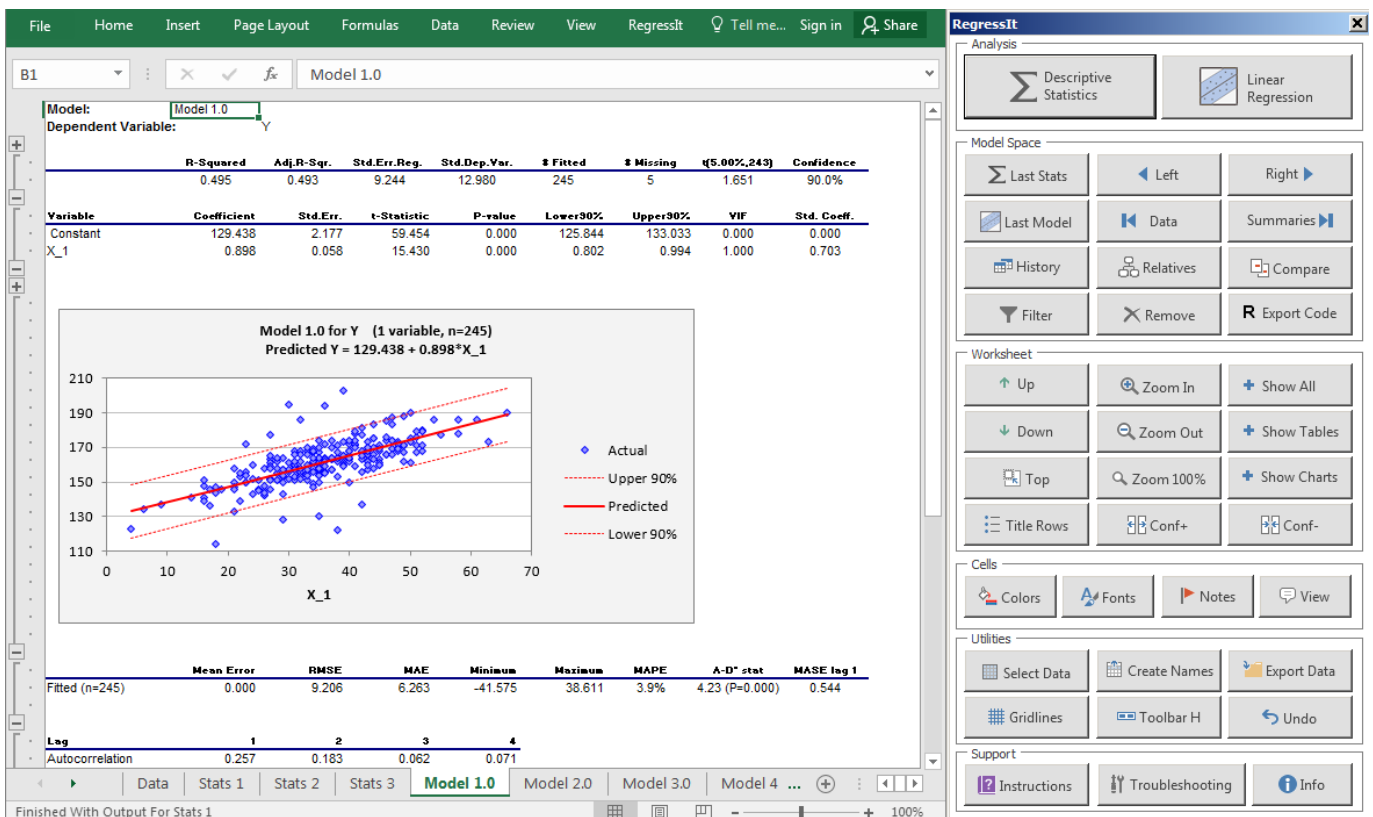 File Home Insert Page Layout Formulas Data Review View RegressIt Tell me... Sign in Share
B1 fx Model 1.0
Model: Model 1.0
Dependent Variable: Y
R-Squared Adj.R-Sqr. Std.Err.Reg. Std.Dep.Var. # Fitted # Missing t(5.00%,243) Confidence
0.495 0.493 9.244 12.980 245 5 1.651 90.0%
Variable Coefficient Std.Err. t-Statistic P-value Lower90% Upper90% VIF Std. Coeff.
Constant 129.438 2.177 59.454 0.000 125.844 133.033 0.000 0.000
X_1 0.898 0.058 15.430 0.000 0.802 0.994 1.000 0.703
Model 1.0 for Y (1 variable, n=245)
Predicted Y = 129.438 + 0.898*X_1
210
190
170
150
130
110
0 10 20 30 40 50 60 70
X_1
Actual
Upper 90%
Predicted
Lower 90%
Mean Error RMSE MAE Minimum Maximum MAPE A-D* stat MASE lag 1
Fitted (n=245) 0.000 9.206 6.263 -41.575 38.611 3.9% 4.23 (P=0.000) 0.544
Lag 1 2 3 4
Autocorrelation 0.257 0.183 0.062 0.071
Data Stats 1 Stats 2 Stats 3 Model 1.0 Model 2.0 Model 3.0 Model 4 ...
Finished With Output For Stats 1 100%
RegressIt
Analysis
Descriptive
Statistics
Linear
Regression
Model Space
Last Stats Left Right
Last Model Data Summaries
History Relatives Compare
Filter Remove R Export Code
Worksheet
Up Zoom In Show All
Down Zoom Out Show Tables
Top Zoom 100% Show Charts
Title Rows Conf+ Conf-
Cells
Colors Fonts Notes View
Utilities
Select Data Create Names Export Data
Gridlines Toolbar H Undo
Support
Instructions Troubleshooting Info